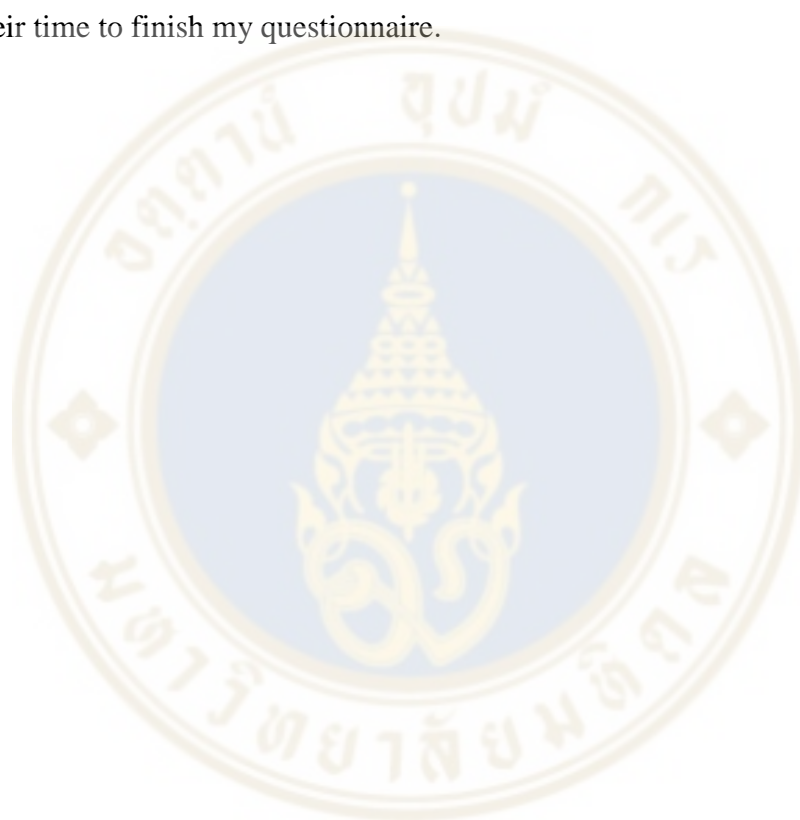 eir time to finish my questionnaire.
อตฺตานํ อุปมํ กเร
มหาวิทยาลัยมหิดล